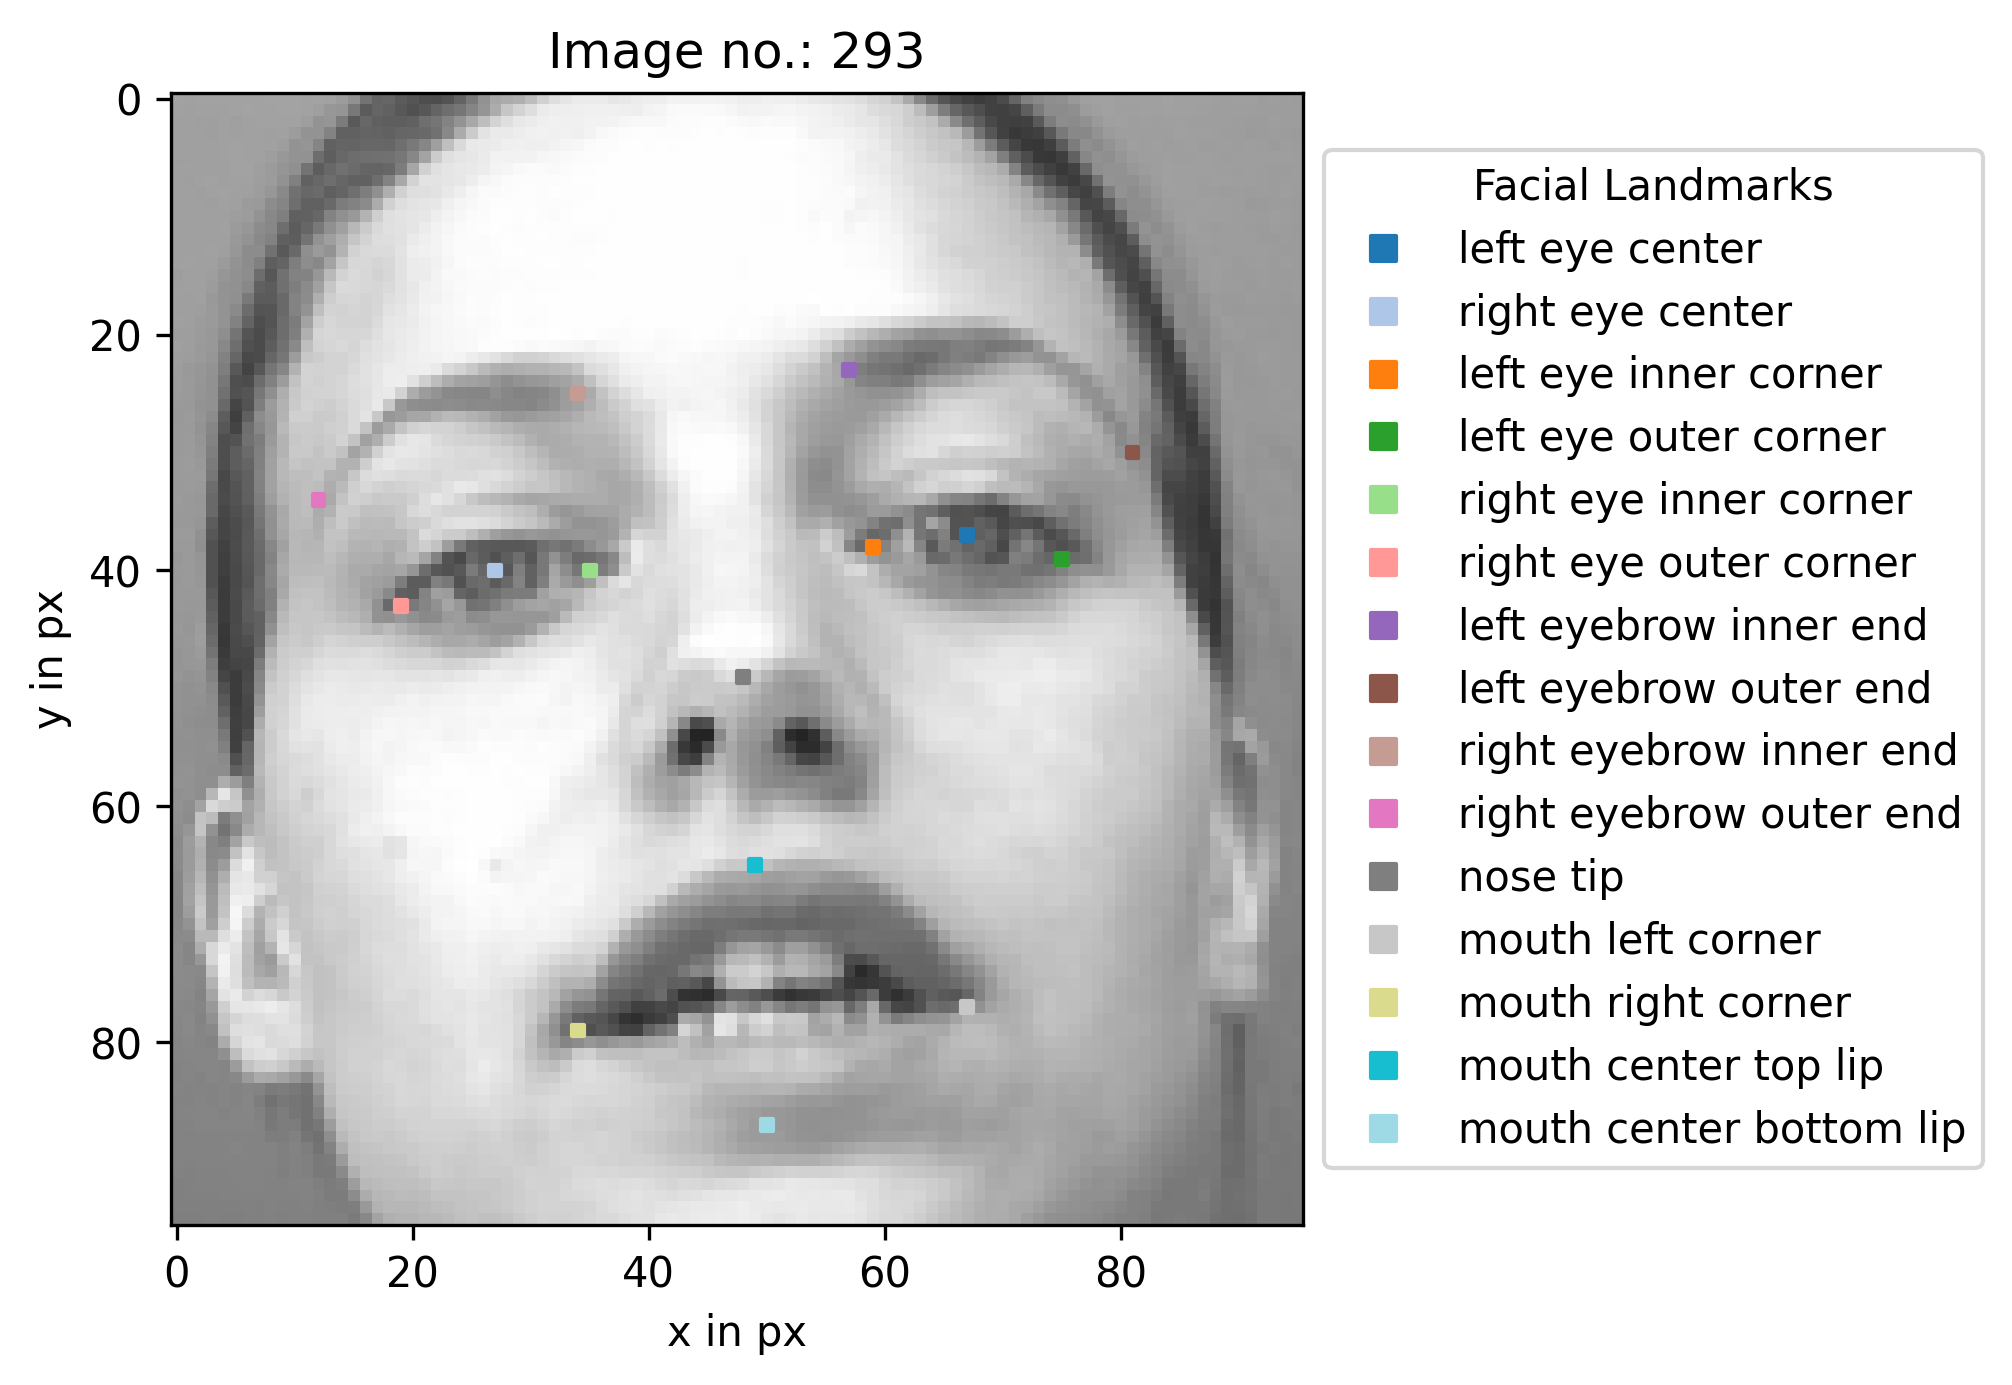 Image no.: 293
0
20
40
60
80
y in px
0 20 40 60 80
x in px
Facial Landmarks
left eye center
right eye center
left eye inner corner
left eye outer corner
right eye inner corner
right eye outer corner
left eyebrow inner end
left eyebrow outer end
right eyebrow inner end
right eyebrow outer end
nose tip
mouth left corner
mouth right corner
mouth center top lip
mouth center bottom lip